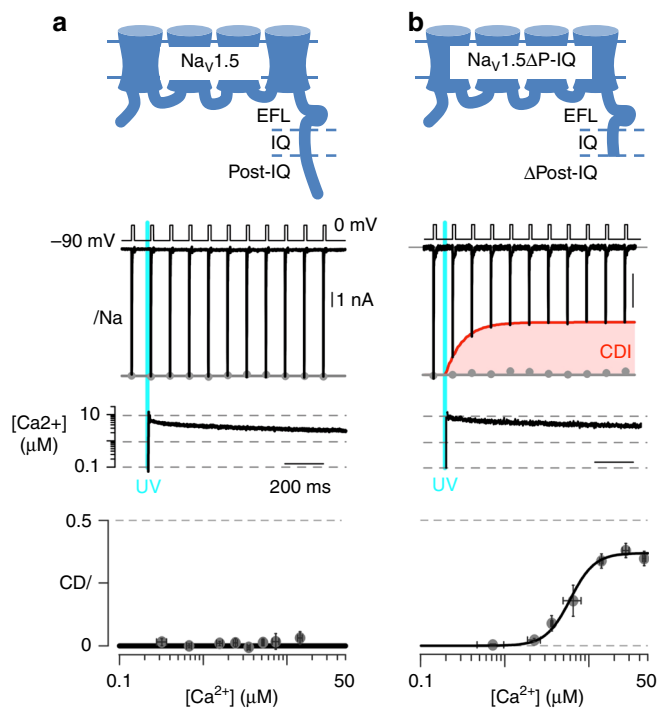 a
b
NaV1.5
NaV1.5ΔP-IQ
EFL
IQ
Post-IQ
EFL
IQ
ΔPost-IQ
0 mV
−90 mV
/Na
1 nA
CDI
[Ca2+]
(μM)
10
0.1
UV
200 ms
UV
0.5
CD/
0
0.1
50
[Ca²⁺] (μM)
0.1
50
[Ca²⁺] (μM)